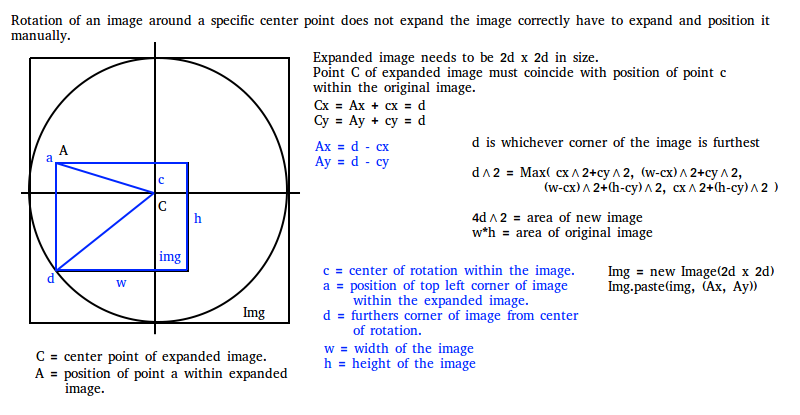 Rotation of an image around a specific center point does not expand the image correctly have to expand and position it
manually.
Expanded image needs to be 2d x 2d in size.
Point C of expanded image must coincide with position of point c
within the original image.
Cx = Ax + cx = d
Cy = Ay + cy = d
Ax = d - cx
Ay = d - cy
d is whichever corner of the image is furthest
d^2 = Max( cx^2+cy^2, (w-cx)^2+cy^2,
(w-cx)^2+(h-cy)^2, cx^2+(h-cy)^2 )
4d^2 = area of new image
w*h = area of original image
A
a
c
C
h
img
d
w
Img
c = center of rotation within the image.
a = position of top left corner of image
within the expanded image.
d = furthers corner of image from center
of rotation.
w = width of the image
h = height of the image
Img = new Image(2d x 2d)
Img.paste(img, (Ax, Ay))
C = center point of expanded image.
A = position of point a within expanded
image.